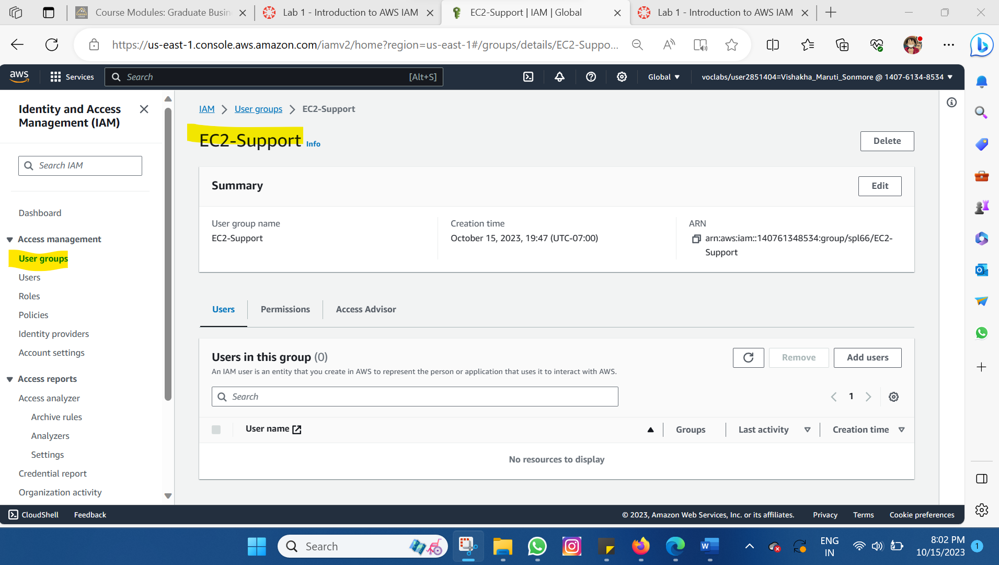 Course Modules: Graduate Busin
Lab 1 - Introduction to AWS IAM
EC2-Support | IAM | Global
Lab 1 - Introduction to AWS IAM
https://us-east-1.console.aws.amazon.com/iamv2/home?region=us-east-1#/groups/details/EC2-Suppo...
aws
Services
Search
[Alt+S]
Global
voclabs/user2851404=Vishakha_Maruti_Sonmore @ 1407-6134-8534
Identity and Access
Management (IAM)
Search IAM
Dashboard
Access management
User groups
Users
Roles
Policies
Identity providers
Account settings
Access reports
Access analyzer
Archive rules
Analyzers
Settings
Credential report
Organization activity
IAM > User groups > EC2-Support
EC2-Support Info
Delete
Summary
Edit
User group name
EC2-Support
Creation time
October 15, 2023, 19:47 (UTC-07:00)
ARN
arn:aws:iam::140761348534:group/spl66/EC2-
Support
Users
Permissions
Access Advisor
Users in this group (0)
An IAM user is an entity that you create in AWS to represent the person or application that uses it to interact with AWS.
Remove
Add users
Search
1
User name
Groups
Last activity
Creation time
No resources to display
CloudShell
Feedback
© 2023, Amazon Web Services, Inc. or its affiliates.
Privacy
Terms
Cookie preferences
Search
ENG
IN
8:02 PM
10/15/2023
1